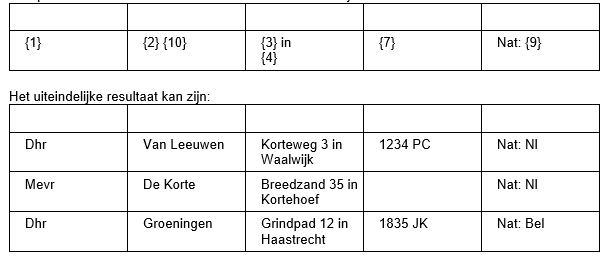 {1} {2} {10} {3} in {7} Nat: {9}
{4}
Het uiteindelijke resultaat kan zijn:
Dhr Van Leeuwen Korteweg 3 in 1234 PC Nat: Nl
Waalwijk
Mevr De Korte Breedzand 35 in Nat: Nl
Kortehoef
Dhr Groeningen Grindpad 12 in 1835 JK Nat: Bel
Haastrecht